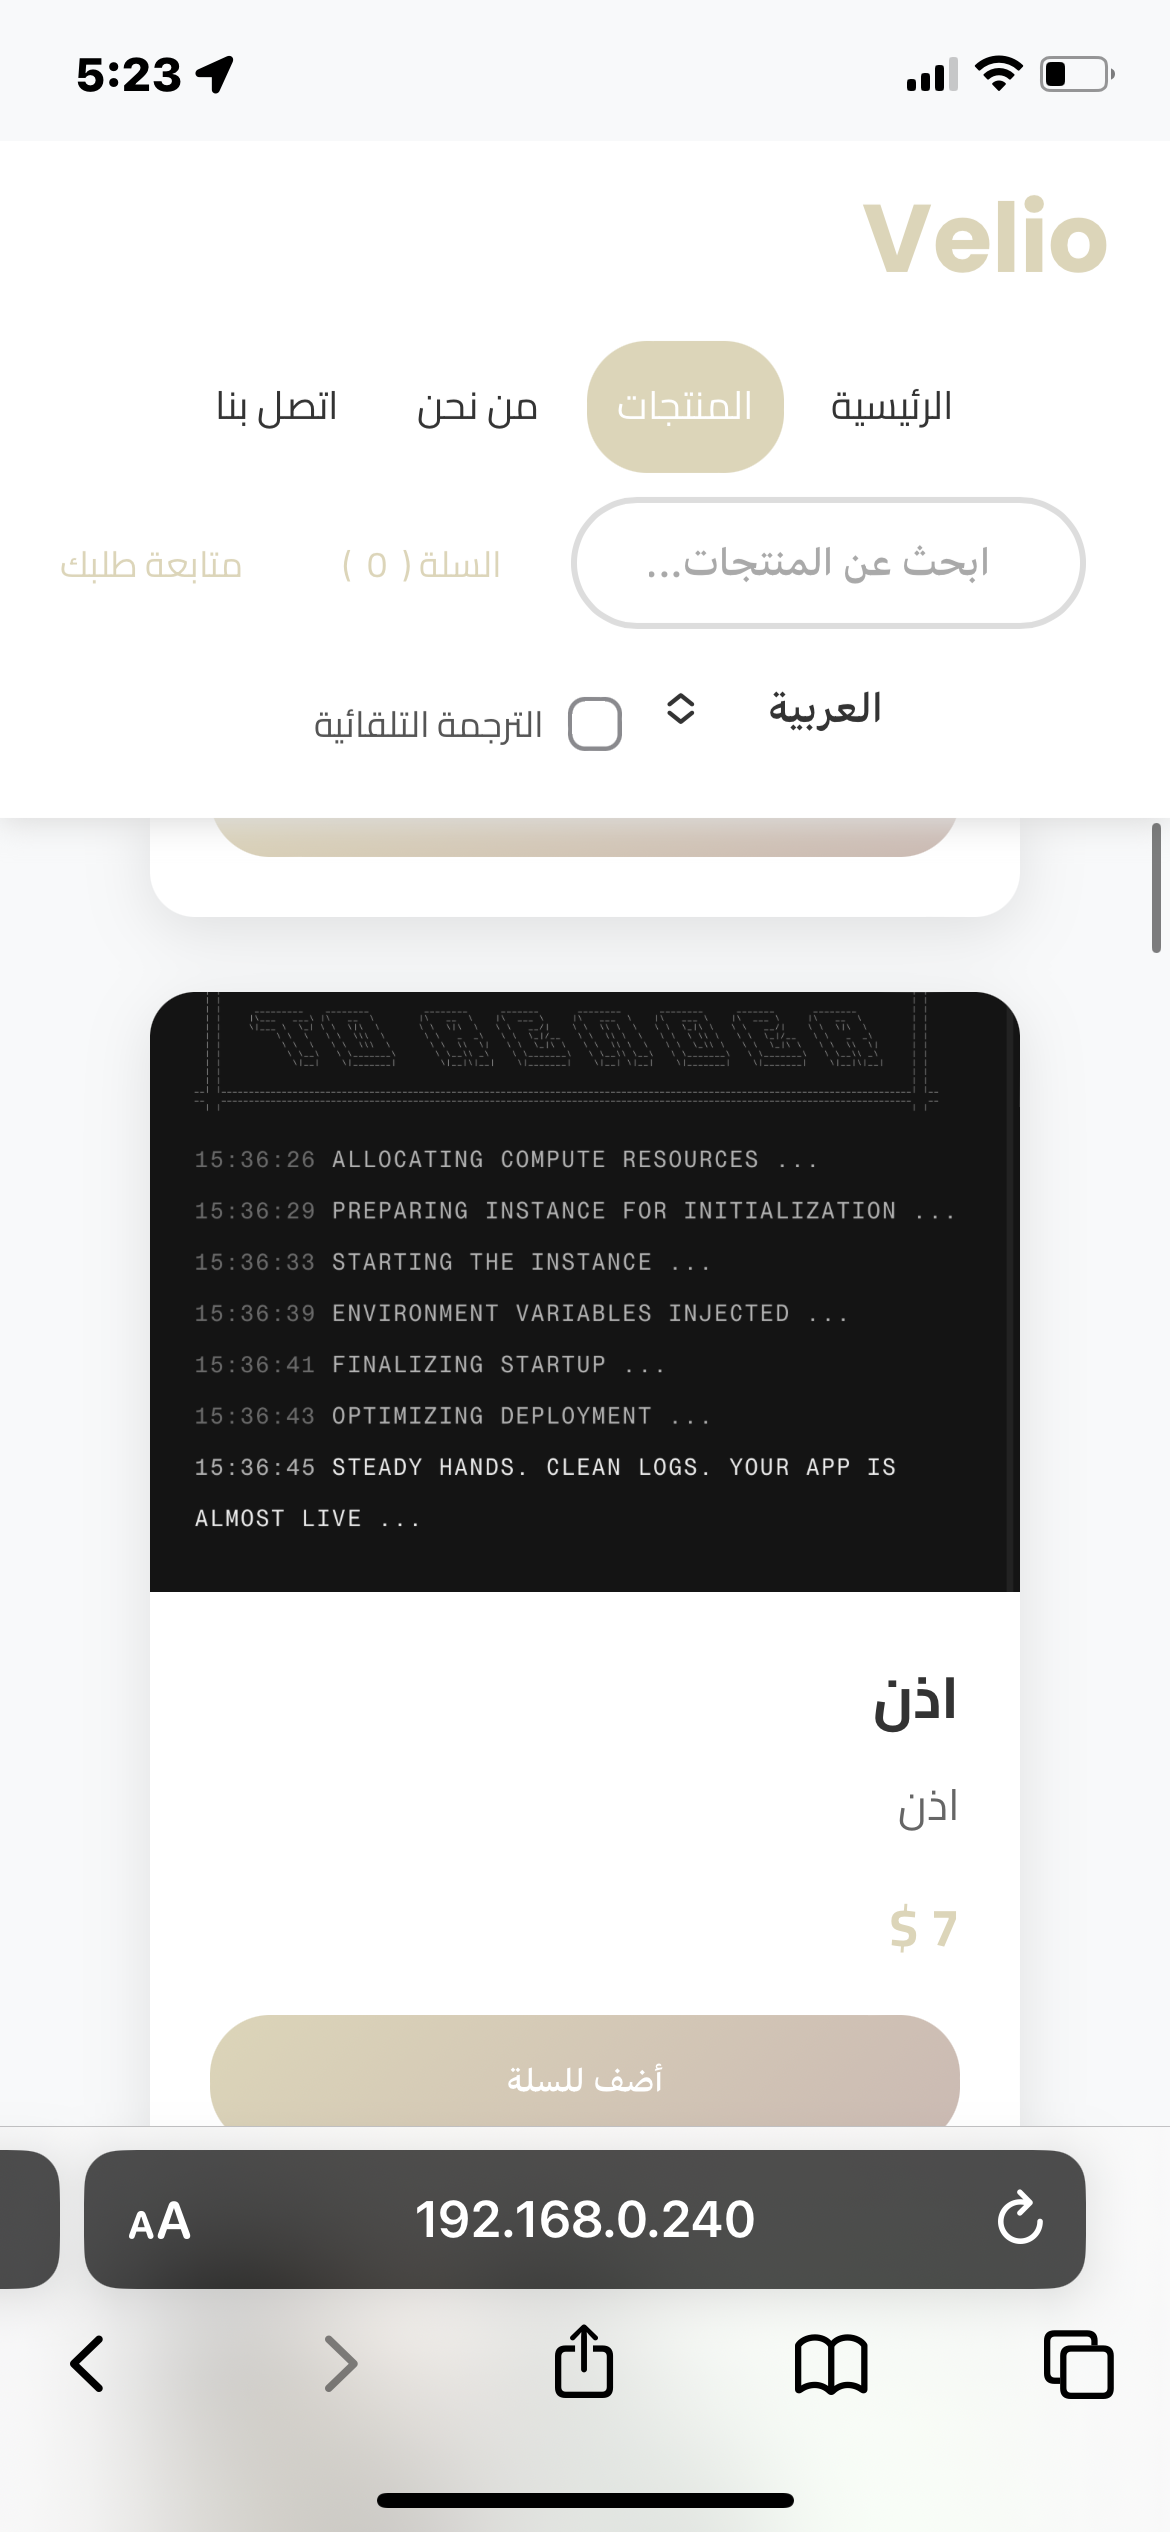 5:23
Velio
الرئيسية
المنتجات
من نحن
اتصل بنا
ابحث عن المنتجات...
السلة ( 0 )
متابعة طلبك
العربية
الترجمة التلقائية
15:36:26 ALLOCATING COMPUTE RESOURCES ...
15:36:29 PREPARING INSTANCE FOR INITIALIZATION ...
15:36:33 STARTING THE INSTANCE ...
15:36:39 ENVIRONMENT VARIABLES INJECTED ...
15:36:41 FINALIZING STARTUP ...
15:36:43 OPTIMIZING DEPLOYMENT ...
15:36:45 STEADY HANDS. CLEAN LOGS. YOUR APP IS
ALMOST LIVE ...
اذن
اذن
$ 7
أضف للسلة
AA
192.168.0.240